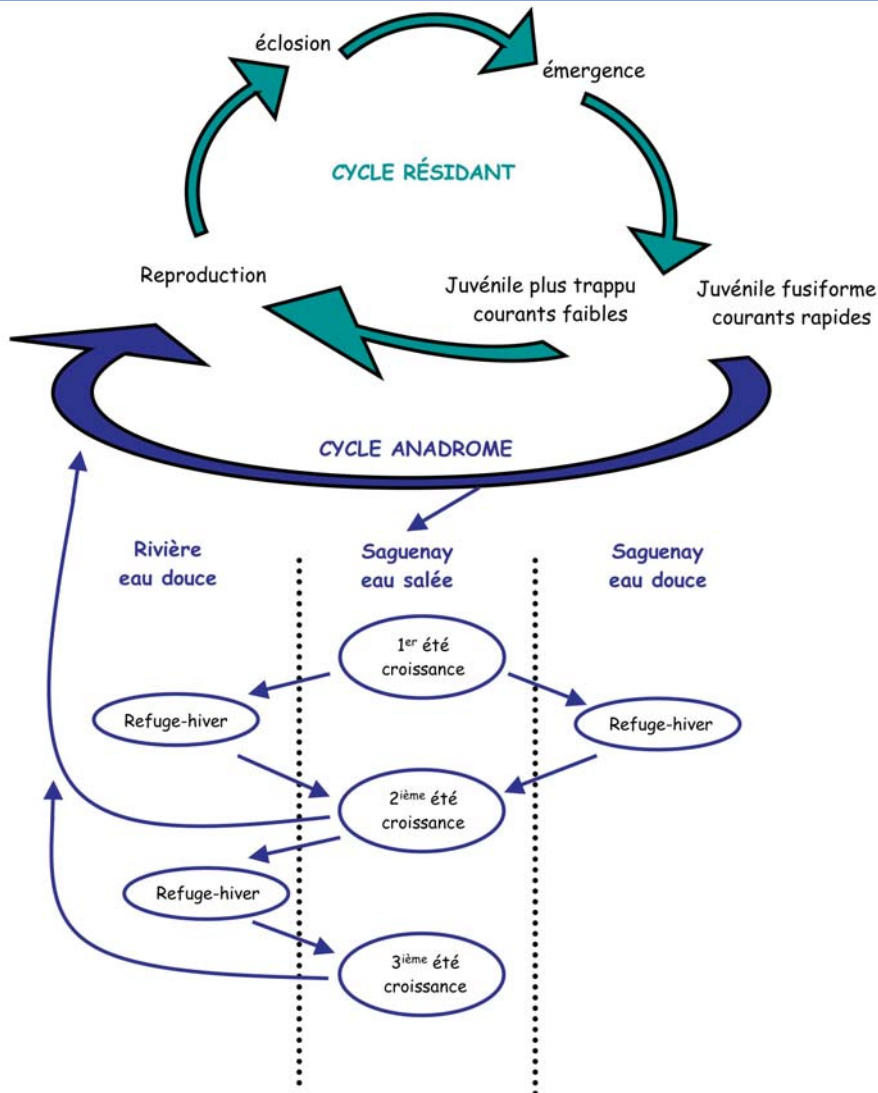 éclosion
émergence
CYCLE RÉSIDANT
Reproduction
Juvénile plus trappu
courants faibles
Juvénile fusiforme
courants rapides
CYCLE ANADROME
Rivière
eau douce
Saguenay
eau salée
Saguenay
eau douce
1er été
croissance
Refuge-hiver
Refuge-hiver
2ième été
croissance
Refuge-hiver
3ième été
croissance